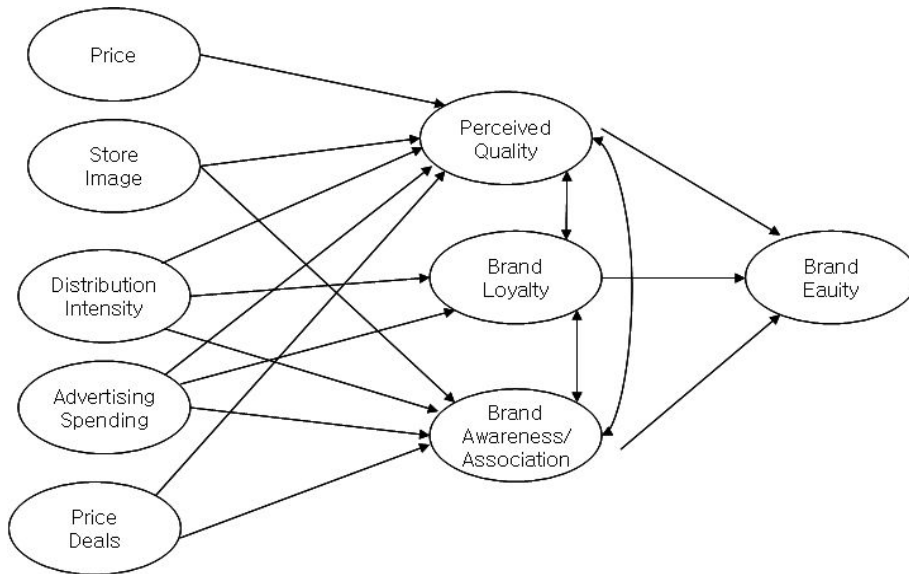 Price
Store
Image
Distribution
Intensity
Advertising
Spending
Price
Deals
Perceived
Quality
Brand
Loyalty
Brand
Awareness/
Association
Brand
Eauity